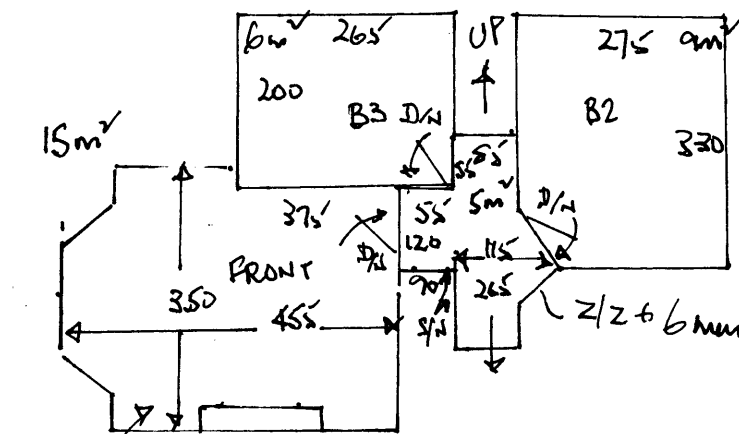 6m² 265 UP 275 9m²
200 B3 D/N B2
15m² 55 330
55
375 55 5m² D/N
D/N 120 115
FRONT 90 265
350 455 S/N Z/Z + 6mm